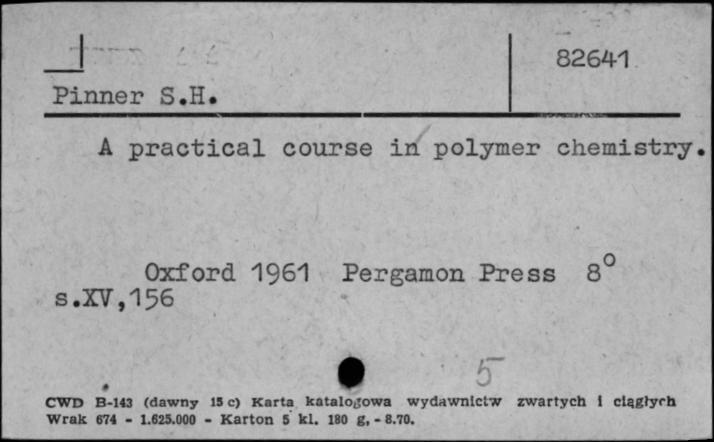 82641
Pinner S.H.
A practical course in polymer chemistry.
Oxford 1961 Pergamon Press 8°
s.XV,156
5
CWD B-143 (dawny 15 c) Karta katalogowa wydawnictw zwartych i ciągłych
Wrak 674 - 1.625.000 - Karton 5 kl. 180 g, - 8.70.